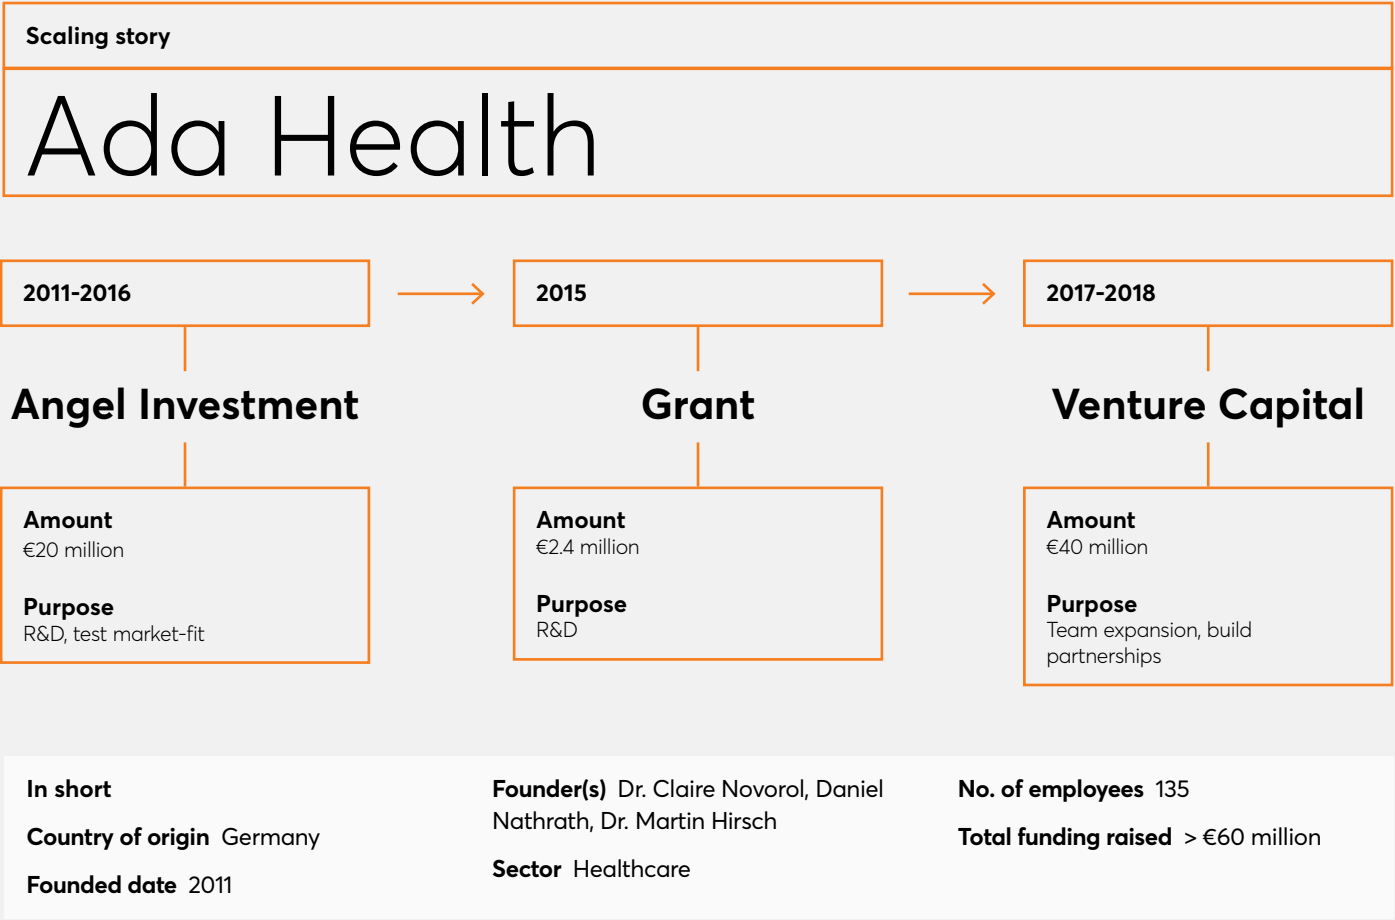 Scaling story
Ada Health
2011-2016
Angel Investment
Amount
€20 million
Purpose
R&D, test market-fit
2015
Grant
Amount
€2.4 million
Purpose
R&D
2017-2018
Venture Capital
Amount
€40 million
Purpose
Team expansion, build
partnerships
In short
Country of origin Germany
Founded date 2011
Founder(s) Dr. Claire Novorol, Daniel
Nathrath, Dr. Martin Hirsch
Sector Healthcare
No. of employees 135
Total funding raised > €60 million